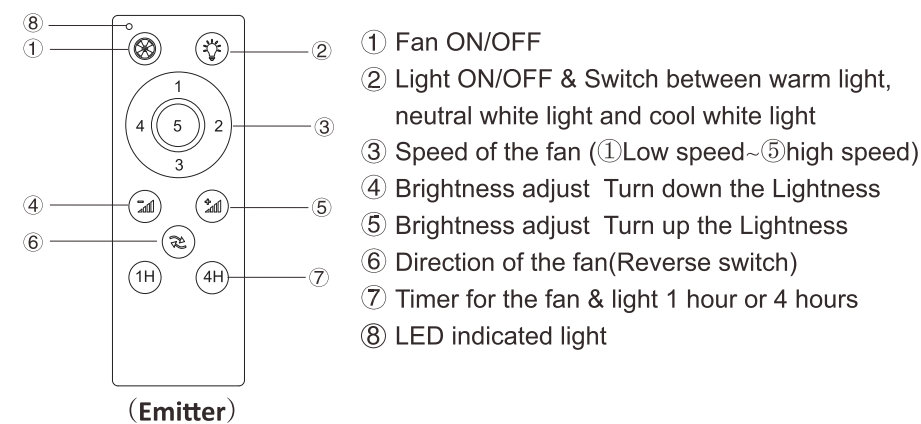 ⑧
①
②
1
4 5 2
③
3
④
⑤
⑥
1H 4H
⑦
(Emitter)
① Fan ON/OFF
② Light ON/OFF & Switch between warm light,
neutral white light and cool white light
③ Speed of the fan (①Low speed~⑤high speed)
④ Brightness adjust Turn down the Lightness
⑤ Brightness adjust Turn up the Lightness
⑥ Direction of the fan(Reverse switch)
⑦ Timer for the fan & light 1 hour or 4 hours
⑧ LED indicated light